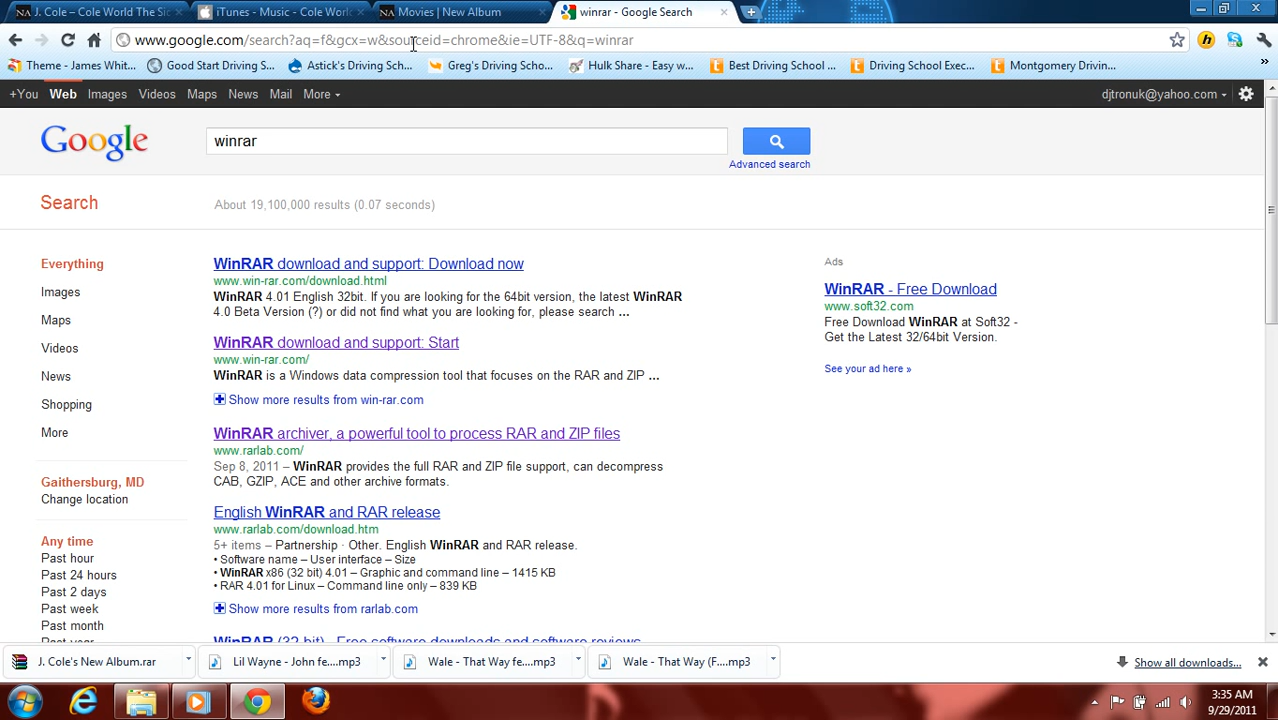 J. Cole – Cole World The Si
iTunes - Music - Cole World
Movies | New Album
winrar - Google Search
www.google.com/search?aq=f&gcx=w&sourceid=chrome&ie=UTF-8&q=winrar
Theme - James Whit...
Good Start Driving S...
Astick's Driving Sch...
Greg's Driving Scho...
Hulk Share - Easy w...
Best Driving School ...
Driving School Exec...
Montgomery Drivin...
+You Web Images Videos Maps News Mail More
djtronuk@yahoo.com
Google
winrar
Advanced search
Search
About 19,100,000 results (0.07 seconds)
Everything
Images
Maps
Videos
News
Shopping
More
Gaithersburg, MD
Change location
Any time
Past hour
Past 24 hours
Past 2 days
Past week
Past month
Past year
WinRAR download and support: Download now
www.win-rar.com/download.html
WinRAR 4.01 English 32bit. If you are looking for the 64bit version, the latest WinRAR
4.0 Beta Version (?) or did not find what you are looking for, please search ...
WinRAR download and support: Start
www.win-rar.com/
WinRAR is a Windows data compression tool that focuses on the RAR and ZIP ...
Show more results from win-rar.com
WinRAR archiver, a powerful tool to process RAR and ZIP files
www.rarlab.com/
Sep 8, 2011 – WinRAR provides the full RAR and ZIP file support, can decompress
CAB, GZIP, ACE and other archive formats.
English WinRAR and RAR release
www.rarlab.com/download.htm
5+ items – Partnership · Other. English WinRAR and RAR release.
• Software name – User interface – Size
• WinRAR x86 (32 bit) 4.01 – Graphic and command line – 1415 KB
• RAR 4.01 for Linux – Command line only – 839 KB
Show more results from rarlab.com
WinRAR (32-bit) - Free software downloads and software reviews
Ads
WinRAR - Free Download
www.soft32.com
Free Download WinRAR at Soft32 -
Get the Latest 32/64bit Version.
See your ad here »
J. Cole's New Album.rar
Lil Wayne - John fe....mp3
Wale - That Way fe....mp3
Wale - That Way (F....mp3
Show all downloads...
3:35 AM
9/29/2011